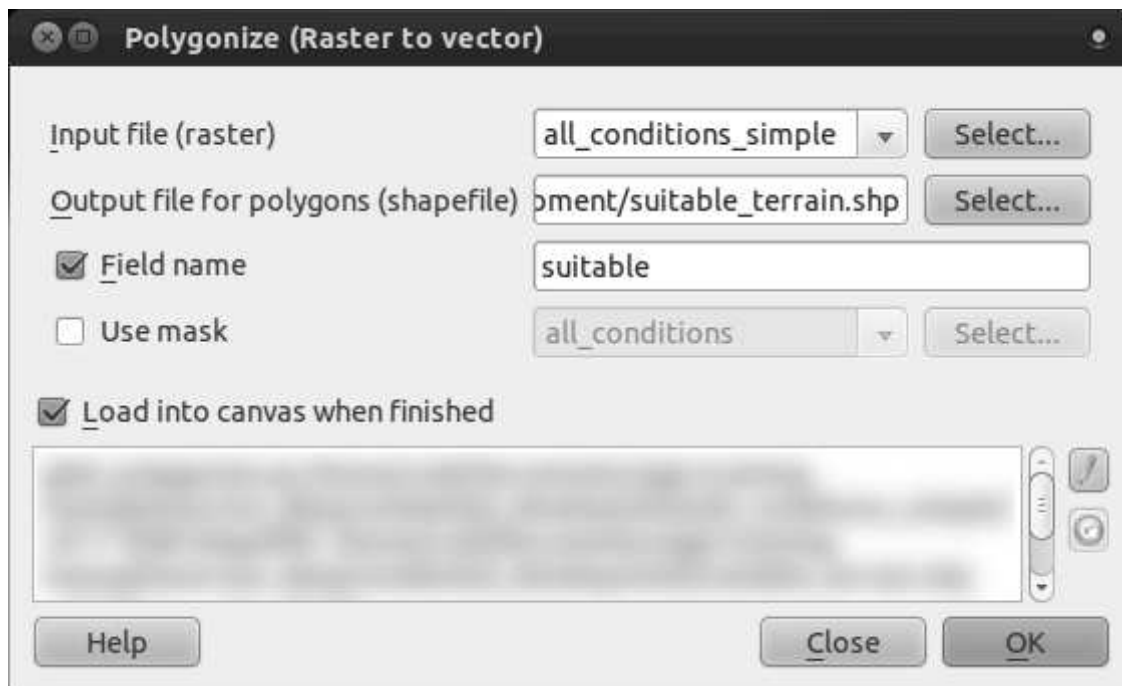 Polygonize (Raster to vector)
Input file (raster) all_conditions_simple Select...
Output file for polygons (shapefile) oment/suitable_terrain.shp Select...
Field name suitable
Use mask all_conditions Select...
Load into canvas when finished
Help Close OK